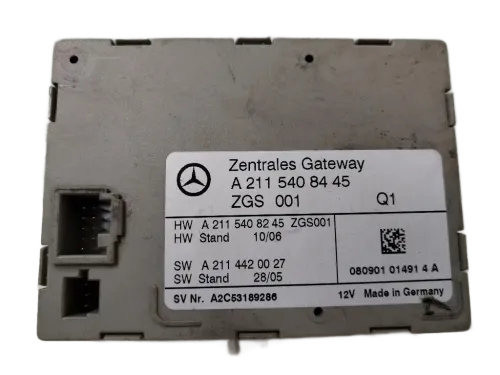 Zentrales Gateway
A 211 540 84 45
ZGS 001 Q1
HW A 211 540 82 45 ZGS001
HW Stand 10/06
SW A 211 442 00 27
SW Stand 28/05
080901 01491 4 A
SV Nr. A2C53189286 12V Made in Germany